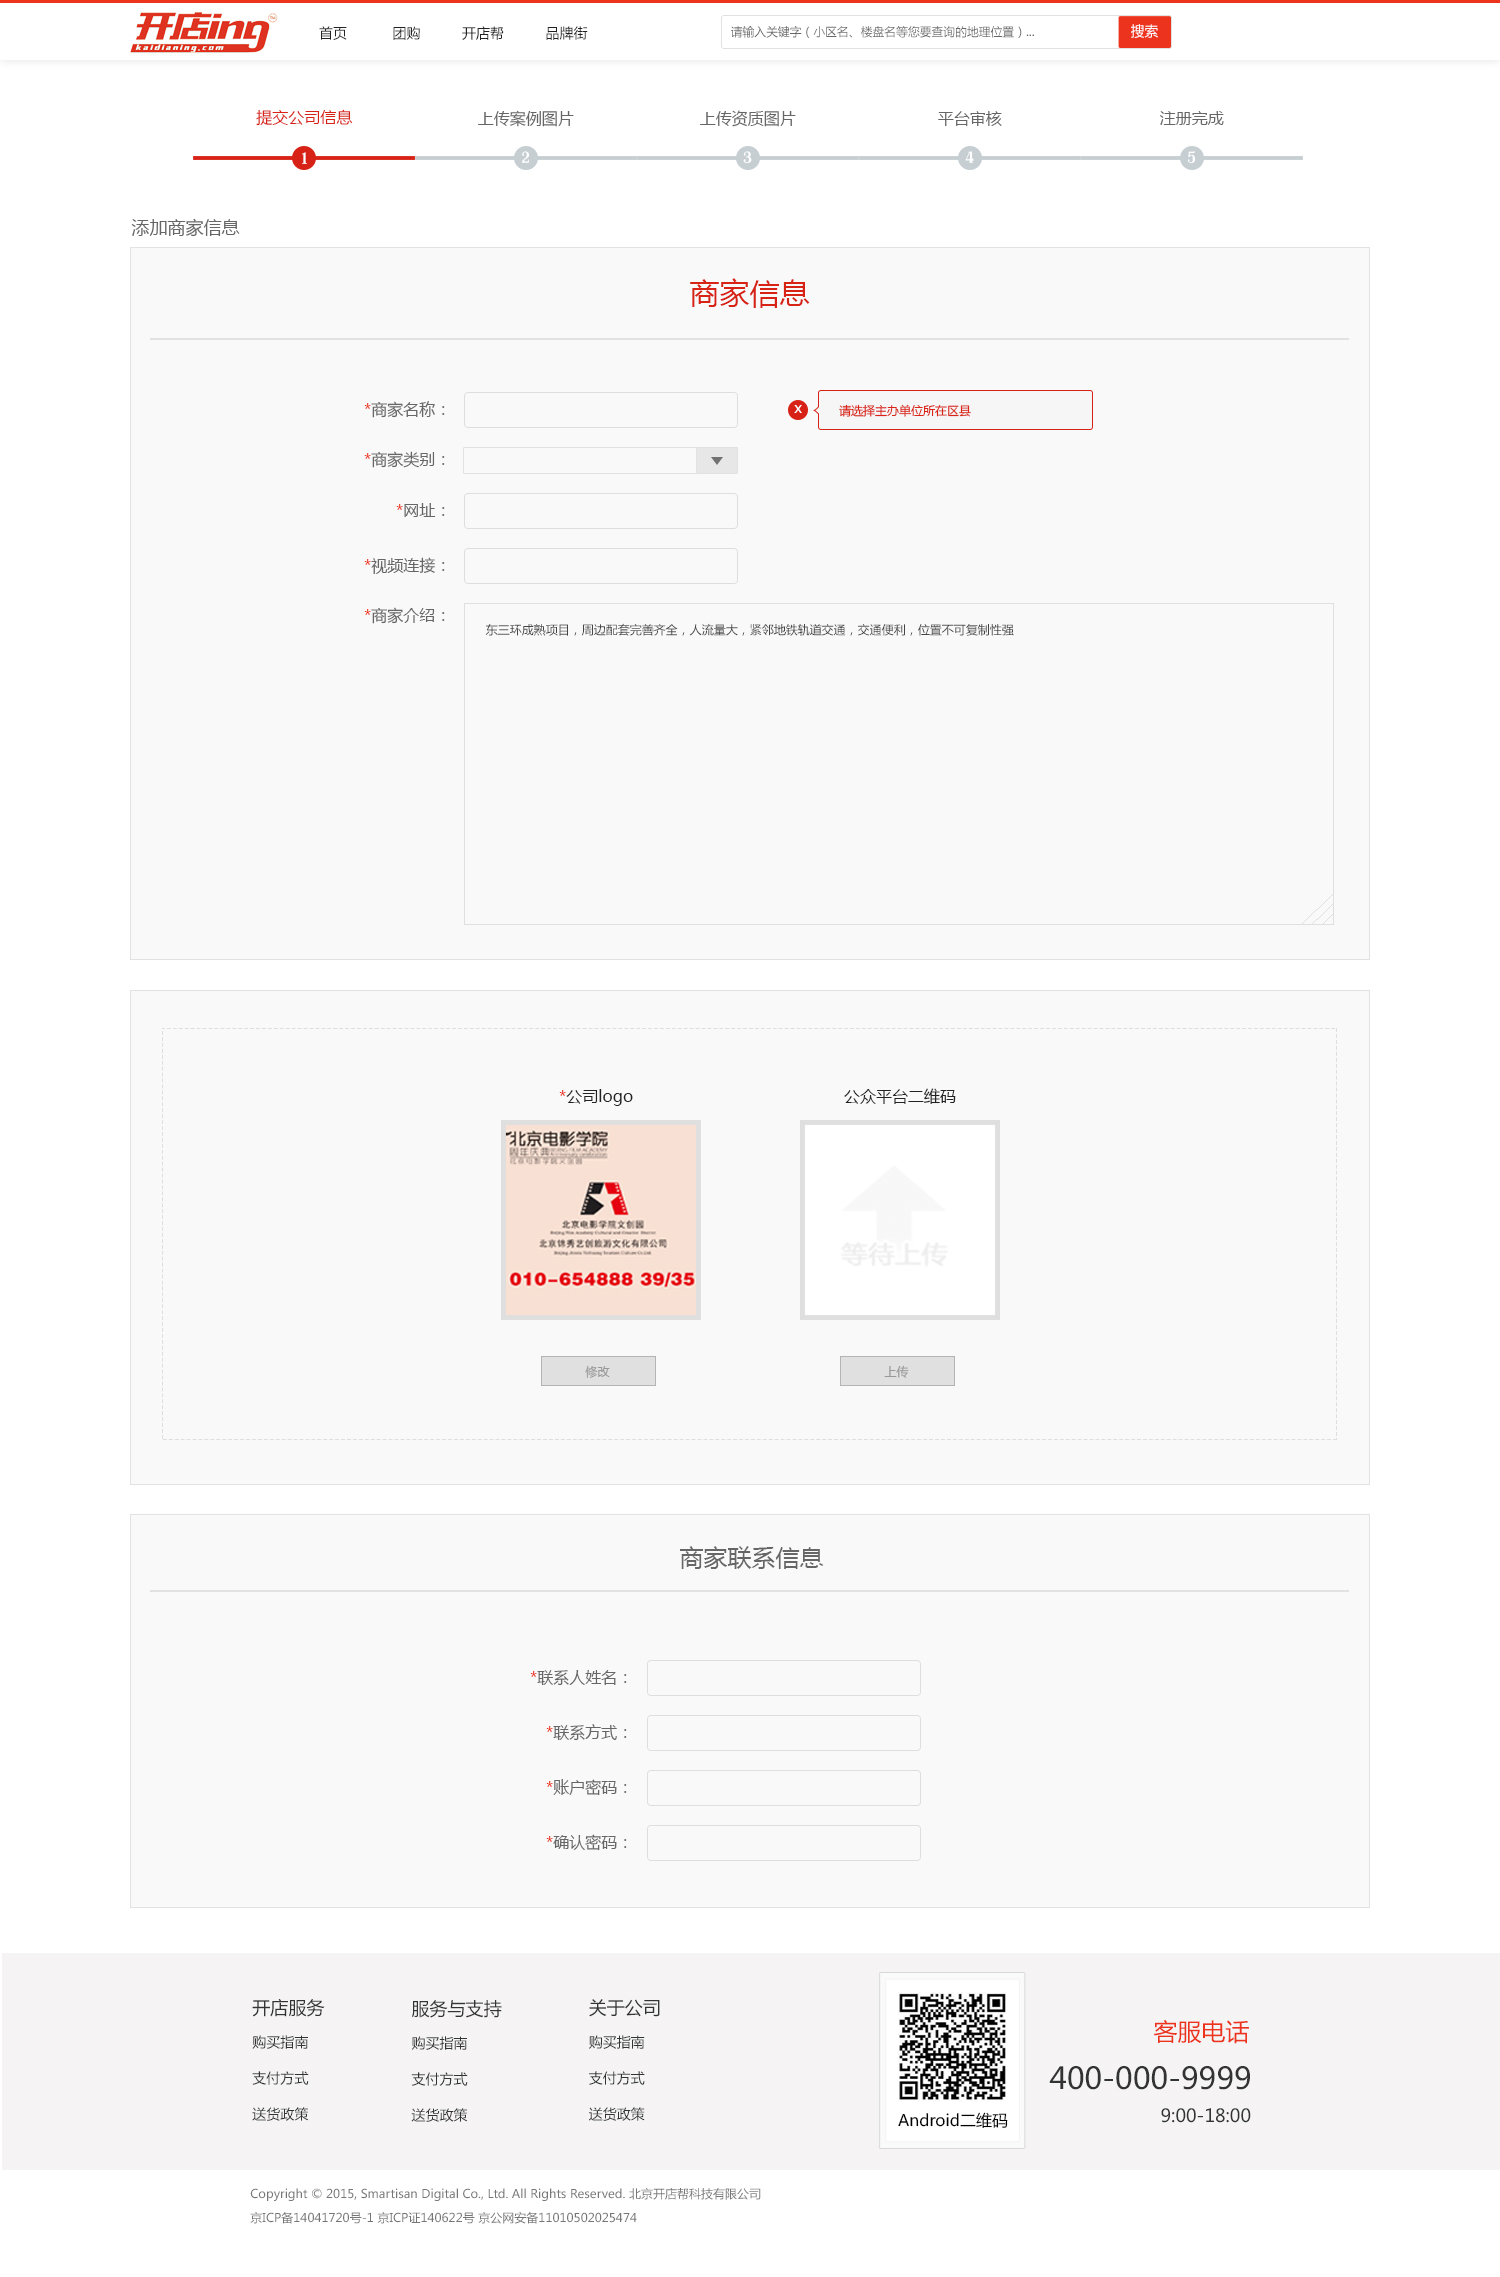 开店ing
kaidianing.com
首页 团购 开店帮 品牌街
请输入关键字（小区名、楼盘名等您要查询的地理位置）...
搜索
提交公司信息 上传案例图片 上传资质图片 平台审核 注册完成
1 2 3 4 5
添加商家信息
商家信息
*商家名称：
x 请选择主办单位所在区县
*商家类别：
*网址：
*视频连接：
*商家介绍：
东三环成熟项目，周边配套完善齐全，人流量大，紧邻地铁轨道交通，交通便利，位置不可复制性强
*公司logo
公众平台二维码
北京电影学院
北京电影学院文创园
北京锦秀艺创旅游文化有限公司
010-654888 39/35
等待上传
修改
上传
商家联系信息
*联系人姓名：
*联系方式：
*账户密码：
*确认密码：
开店服务
购买指南
支付方式
送货政策
服务与支持
购买指南
支付方式
送货政策
关于公司
购买指南
支付方式
送货政策
Android二维码
客服电话
400-000-9999
9:00-18:00
Copyright © 2015, Smartisan Digital Co., Ltd. All Rights Reserved. 北京开店帮科技有限公司
京ICP备14041720号-1 京ICP证140622号 京公网安备11010502025474